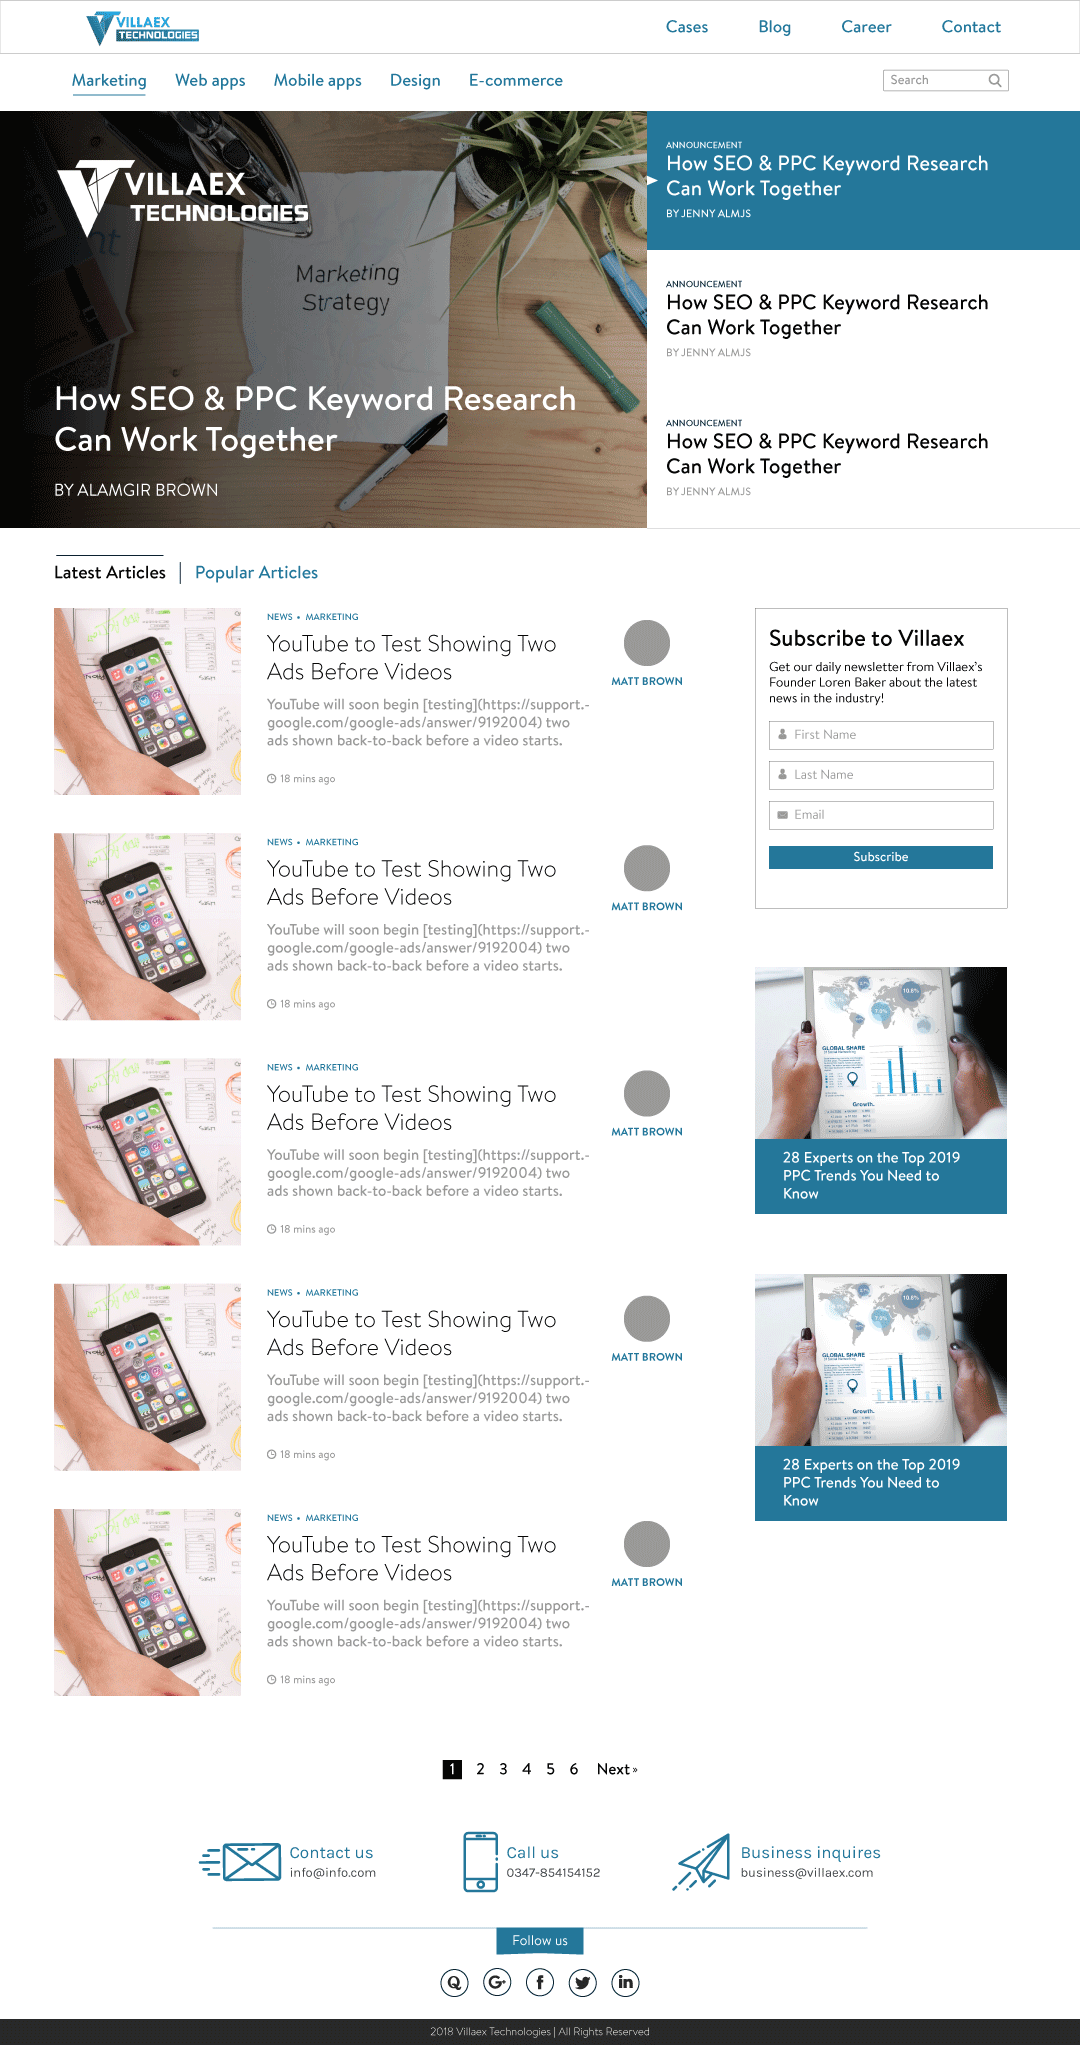 VILLAEX
TECHNOLOGIES
Cases
Blog
Career
Contact
Marketing
Web apps
Mobile apps
Design
E-commerce
Search
VILLAEX
TECHNOLOGIES
Marketing
Strategy
How SEO & PPC Keyword Research
Can Work Together
BY ALAMGIR BROWN
ANNOUNCEMENT
How SEO & PPC Keyword Research
Can Work Together
BY JENNY ALMJS
ANNOUNCEMENT
How SEO & PPC Keyword Research
Can Work Together
BY JENNY ALMJS
ANNOUNCEMENT
How SEO & PPC Keyword Research
Can Work Together
BY JENNY ALMJS
Latest Articles
Popular Articles
NEWS • MARKETING
YouTube to Test Showing Two
Ads Before Videos
YouTube will soon begin [testing](https://support.-
google.com/google-ads/answer/9192004) two
ads shown back-to-back before a video starts.
18 mins ago
MATT BROWN
NEWS • MARKETING
YouTube to Test Showing Two
Ads Before Videos
YouTube will soon begin [testing](https://support.-
google.com/google-ads/answer/9192004) two
ads shown back-to-back before a video starts.
18 mins ago
MATT BROWN
NEWS • MARKETING
YouTube to Test Showing Two
Ads Before Videos
YouTube will soon begin [testing](https://support.-
google.com/google-ads/answer/9192004) two
ads shown back-to-back before a video starts.
18 mins ago
MATT BROWN
NEWS • MARKETING
YouTube to Test Showing Two
Ads Before Videos
YouTube will soon begin [testing](https://support.-
google.com/google-ads/answer/9192004) two
ads shown back-to-back before a video starts.
18 mins ago
MATT BROWN
NEWS • MARKETING
YouTube to Test Showing Two
Ads Before Videos
YouTube will soon begin [testing](https://support.-
google.com/google-ads/answer/9192004) two
ads shown back-to-back before a video starts.
18 mins ago
MATT BROWN
Subscribe to Villaex
Get our daily newsletter from Villaex's
Founder Loren Baker about the latest
news in the industry!
First Name
Last Name
Email
Subscribe
10.8%
7.0%
GLOBAL SHARE
Growth.
28 Experts on the Top 2019
PPC Trends You Need to
Know
10.8%
7.0%
GLOBAL SHARE
Growth.
28 Experts on the Top 2019
PPC Trends You Need to
Know
1 2 3 4 5 6 Next »
Contact us
info@info.com
Call us
0347-854154152
Business inquires
business@villaex.com
Follow us
2018 Villaex Technologies | All Rights Reserved